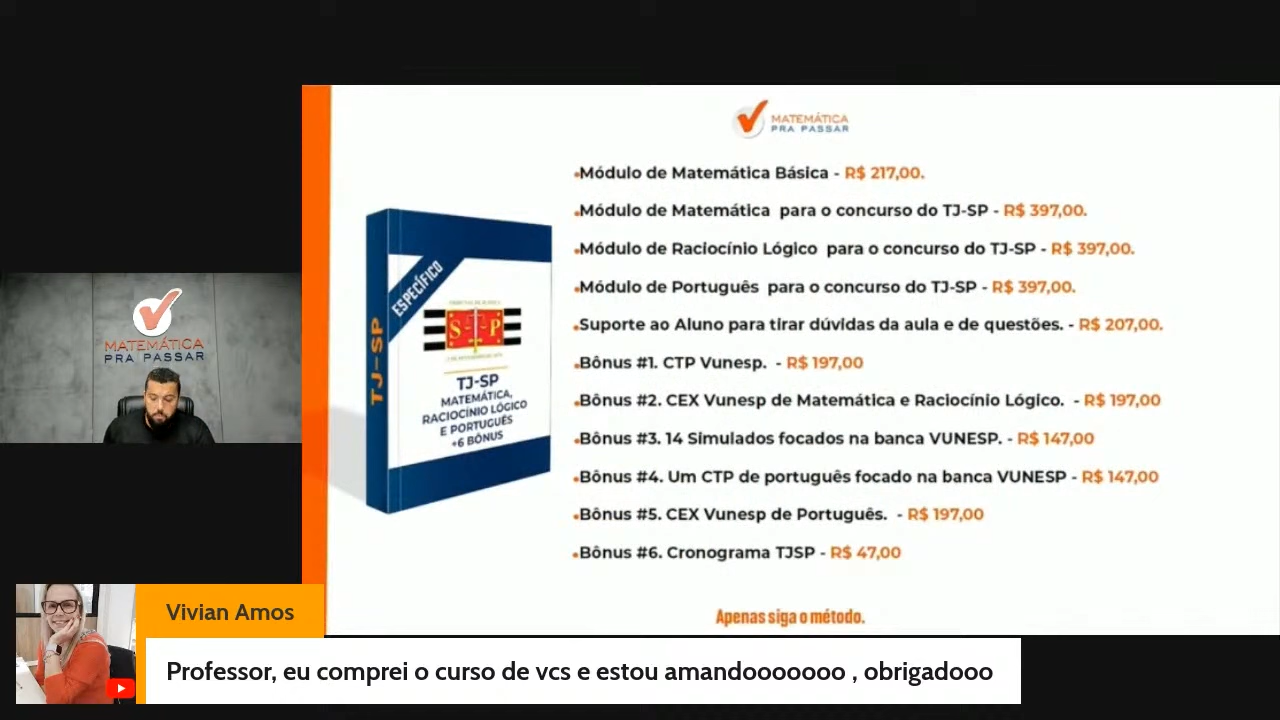 MATEMÁTICA
PRA PASSAR
•Módulo de Matemática Básica - R$ 217,00.
•Módulo de Matemática para o concurso do TJ-SP - R$ 397,00.
•Módulo de Raciocínio Lógico para o concurso do TJ-SP - R$ 397,00.
•Módulo de Português para o concurso do TJ-SP - R$ 397,00.
•Suporte ao Aluno para tirar dúvidas da aula e de questões. - R$ 207,00.
•Bônus #1. CTP Vunesp. - R$ 197,00
•Bônus #2. CEX Vunesp de Matemática e Raciocínio Lógico. - R$ 197,00
•Bônus #3. 14 Simulados focados na banca VUNESP. - R$ 147,00
•Bônus #4. Um CTP de português focado na banca VUNESP - R$ 147,00
•Bônus #5. CEX Vunesp de Português. - R$ 197,00
•Bônus #6. Cronograma TJSP - R$ 47,00
Apenas siga o método.
TJ-SP
ESPECÍFICO
S P
TJ-SP
MATEMÁTICA,
RACIOCÍNIO LÓGICO
E PORTUGUÊS
+6 BÔNUS
MATEMÁTICA
PRA PASSAR
Vivian Amos
Professor, eu comprei o curso de vcs e estou amandooooooo , obrigadooo